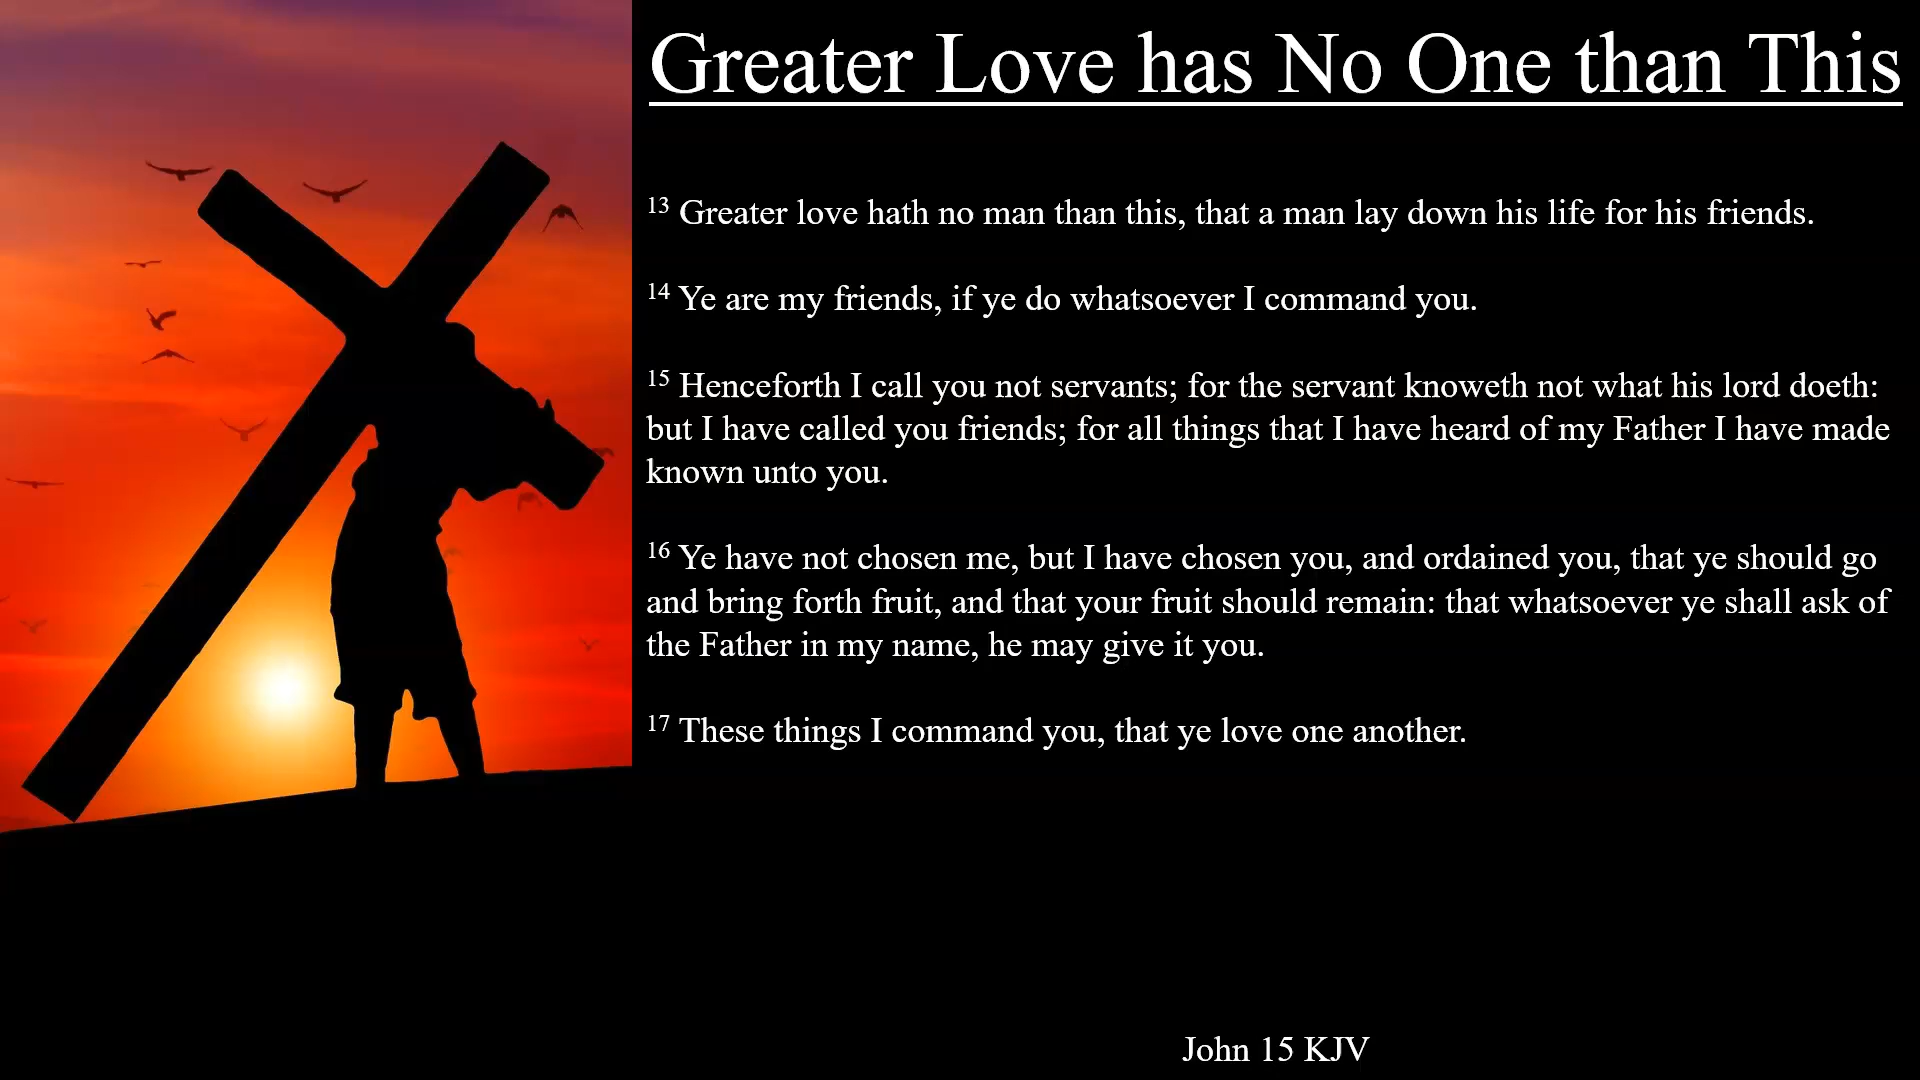 Greater Love has No One than This
13 Greater love hath no man than this, that a man lay down his life for his friends.
14 Ye are my friends, if ye do whatsoever I command you.
15 Henceforth I call you not servants; for the servant knoweth not what his lord doeth:
but I have called you friends; for all things that I have heard of my Father I have made
known unto you.
16 Ye have not chosen me, but I have chosen you, and ordained you, that ye should go
and bring forth fruit, and that your fruit should remain: that whatsoever ye shall ask of
the Father in my name, he may give it you.
17 These things I command you, that ye love one another.
John 15 KJV